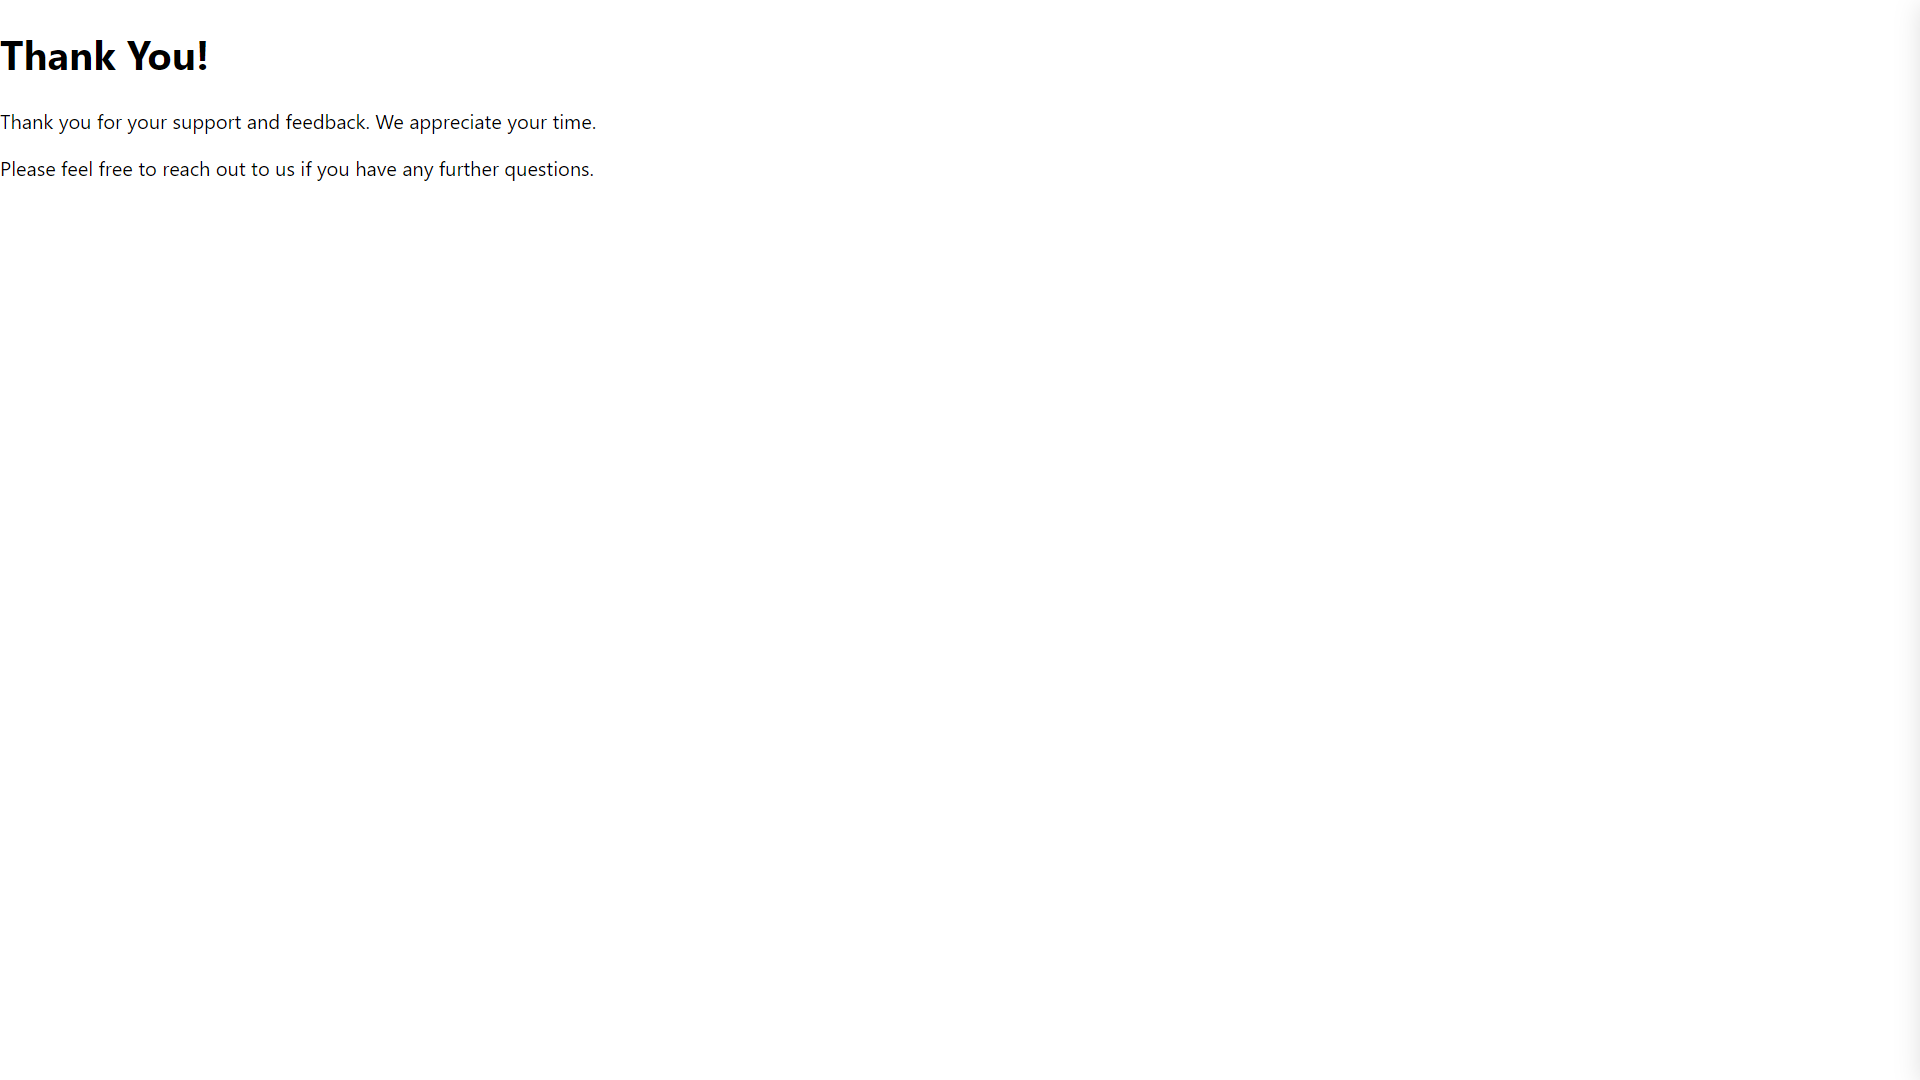 Thank You!
Thank you for your support and feedback. We appreciate your time.
Please feel free to reach out to us if you have any further questions.